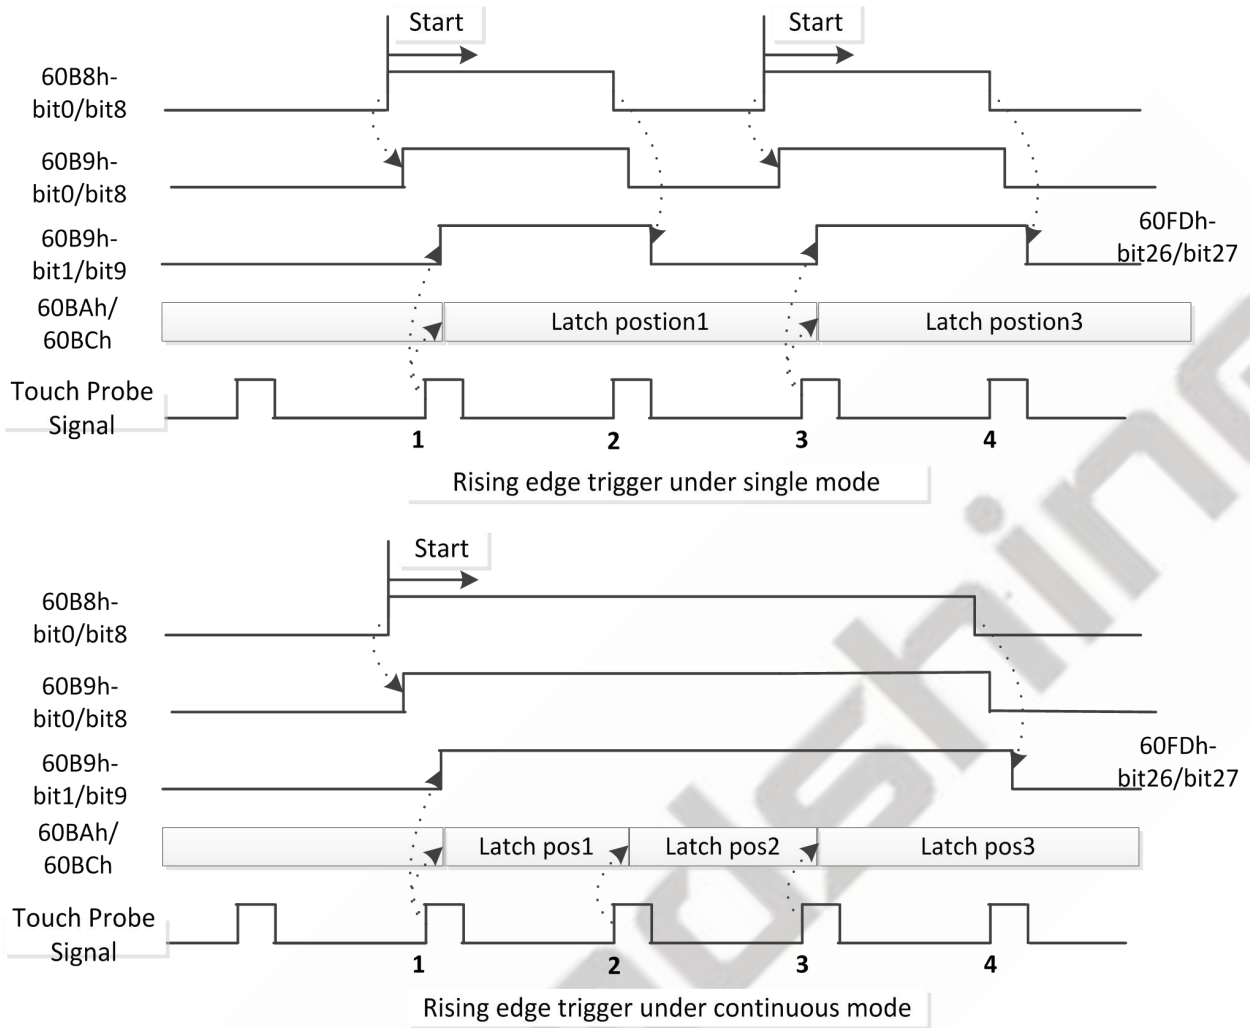 Start
Start
60B8h-
bit0/bit8
60B9h-
bit0/bit8
60B9h-
bit1/bit9
60FDh-
bit26/bit27
60BAh/
60BCh
Latch postion1
Latch postion3
Touch Probe
Signal
1
2
3
4
Rising edge trigger under single mode
Start
60B8h-
bit0/bit8
60B9h-
bit0/bit8
60B9h-
bit1/bit9
60FDh-
bit26/bit27
60BAh/
60BCh
Latch pos1
Latch pos2
Latch pos3
Touch Probe
Signal
1
2
3
4
Rising edge trigger under continuous mode